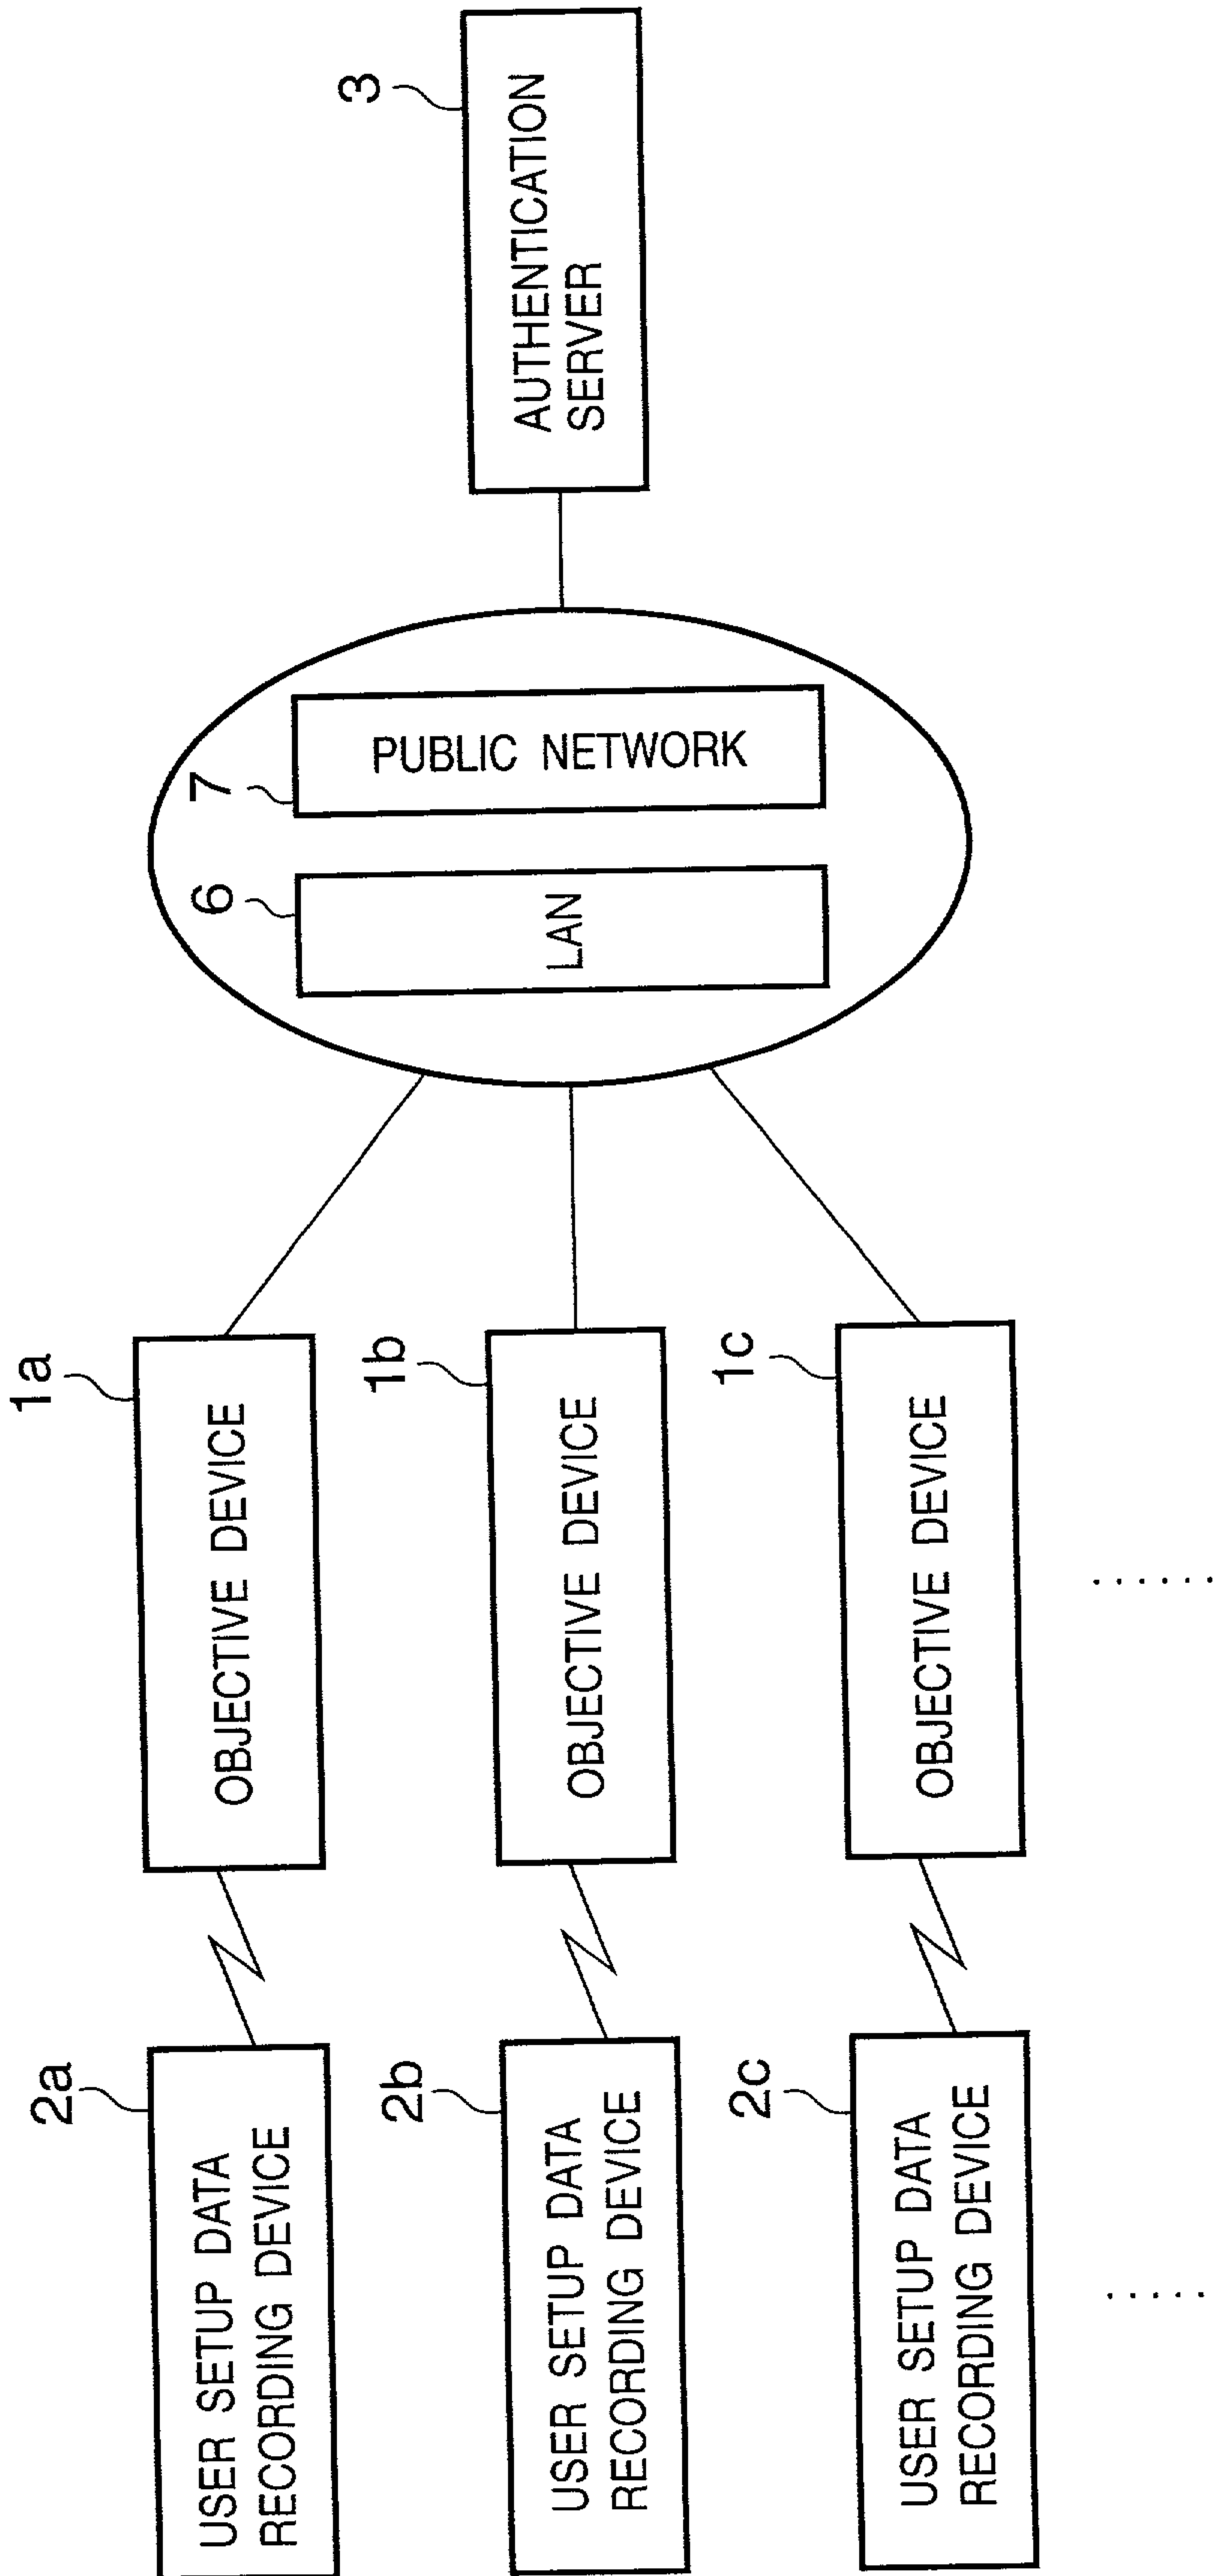 2a
USER SETUP DATA
RECORDING DEVICE
1a
OBJECTIVE DEVICE
2b
USER SETUP DATA
RECORDING DEVICE
1b
OBJECTIVE DEVICE
2c
USER SETUP DATA
RECORDING DEVICE
1c
OBJECTIVE DEVICE
6
LAN
7
PUBLIC NETWORK
3
AUTHENTICATION
SERVER